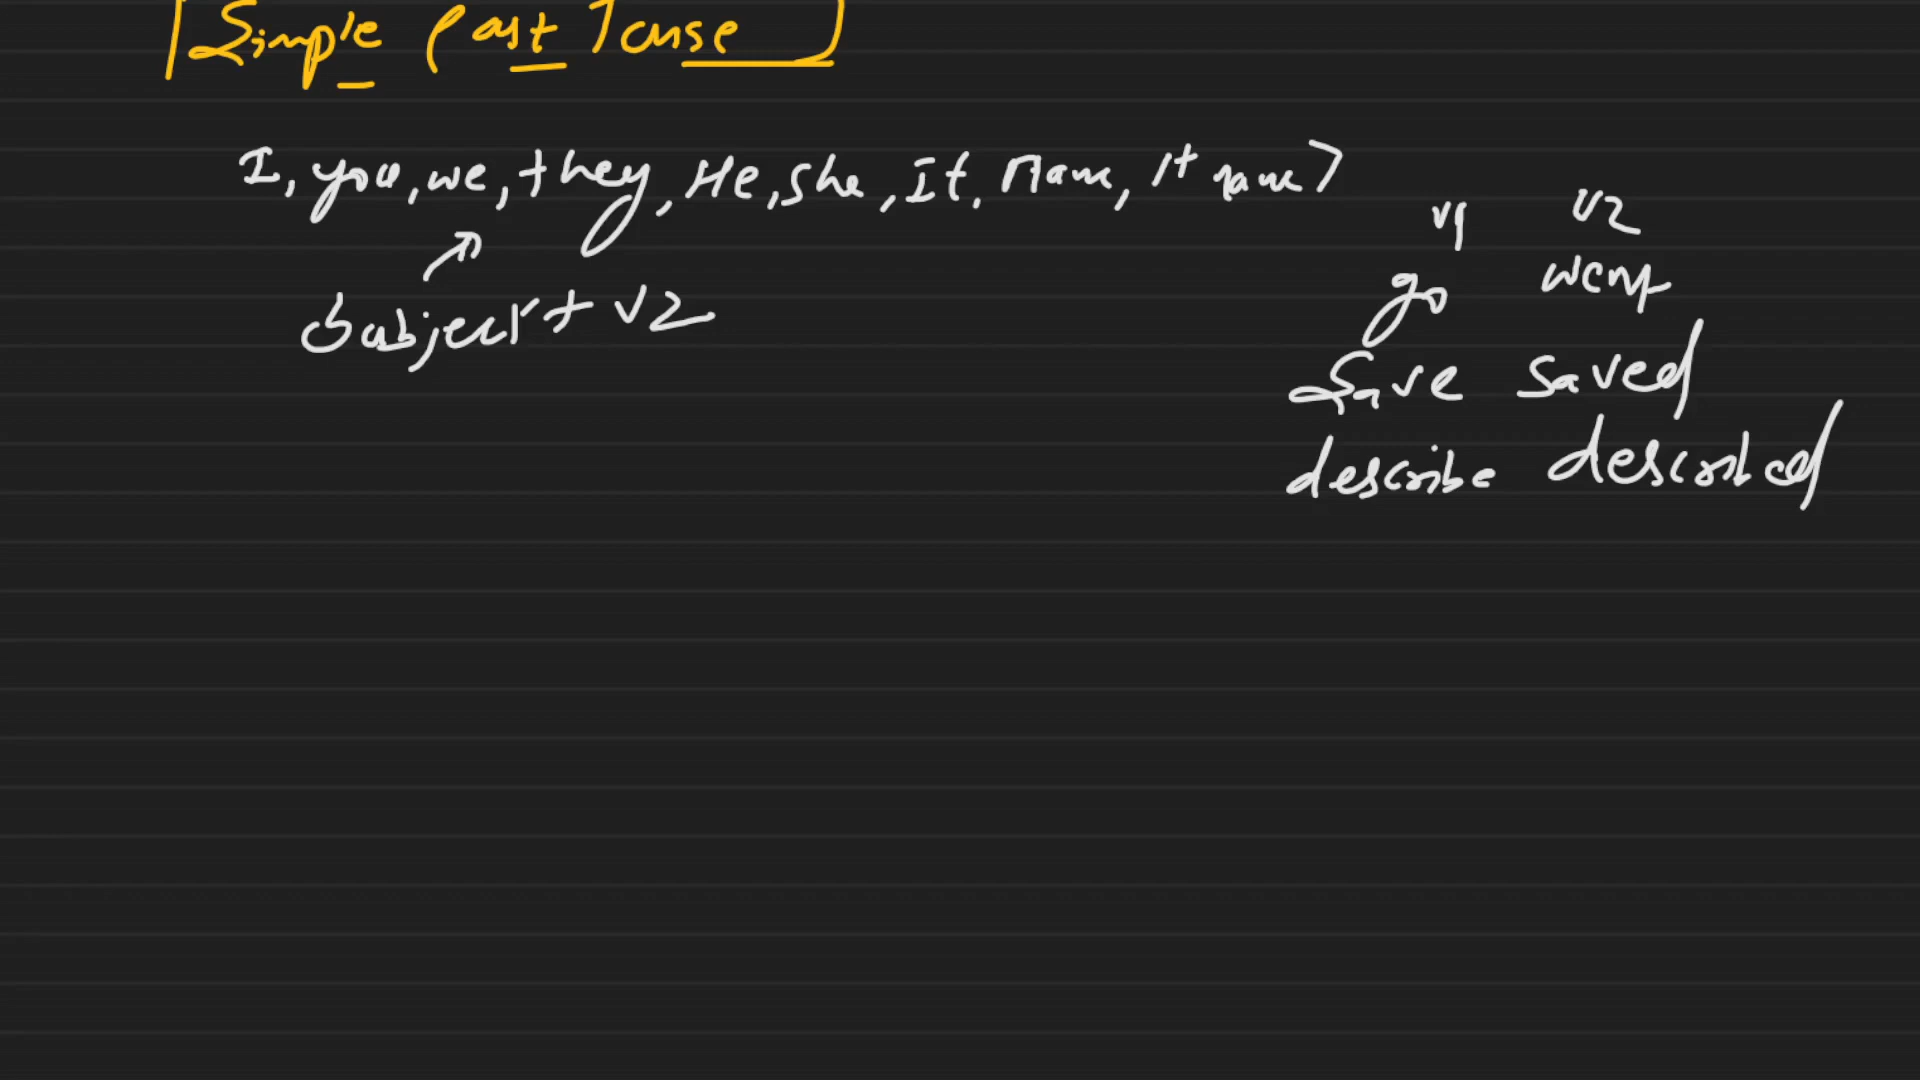 [Simple Past Tense]
I, you, we, they, He, she, It, Name, 1+ name>
Subject + V2
V1 V2
go went
Save saved
describe described